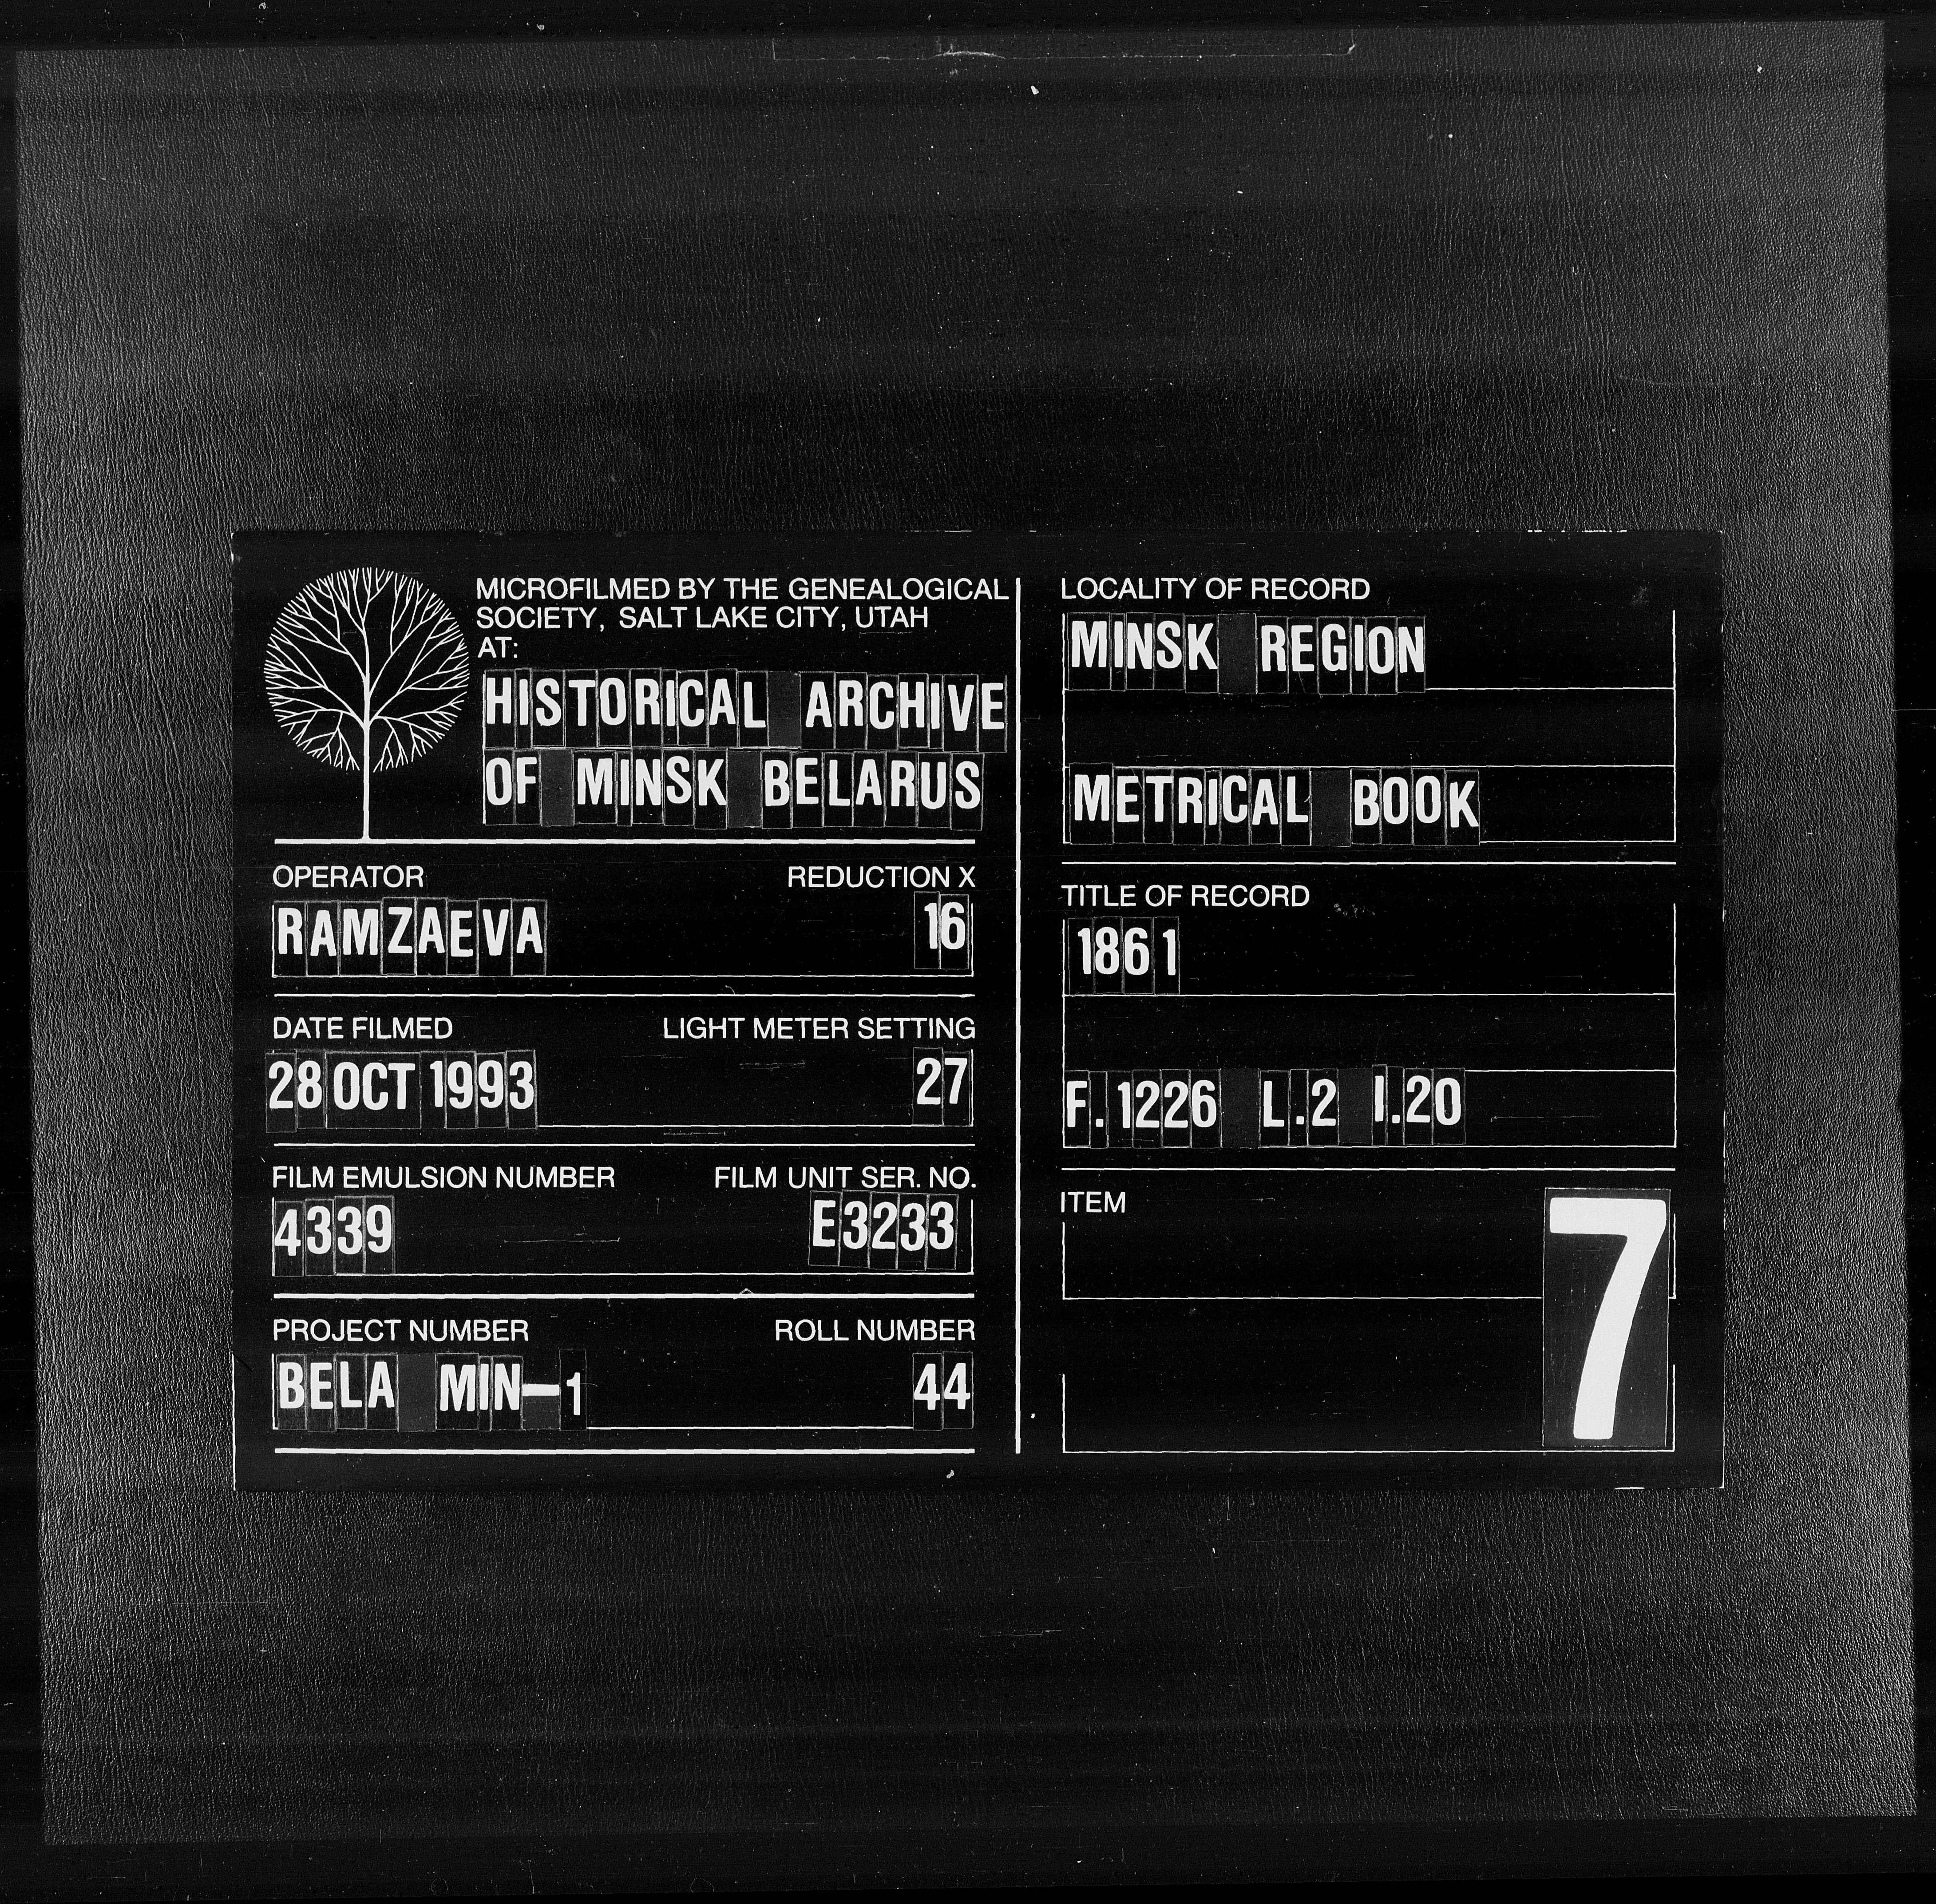 MICROFILMED BY THE GENEALOGICAL
SOCIETY, SALT LAKE CITY, UTAH
AT:
HISTORICAL ARCHIVE
OF MINSK BELARUS
OPERATOR REDUCTION X
RAMZAEVA 16
DATE FILMED LIGHT METER SETTING
28 OCT 1993 27
FILM EMULSION NUMBER FILM UNIT SER. NO.
4339 E3233
PROJECT NUMBER ROLL NUMBER
BELA MIN-1 44
LOCALITY OF RECORD
MINSK REGION
METRICAL BOOK
TITLE OF RECORD
1861
F.1226 L.2 I.20
ITEM
7